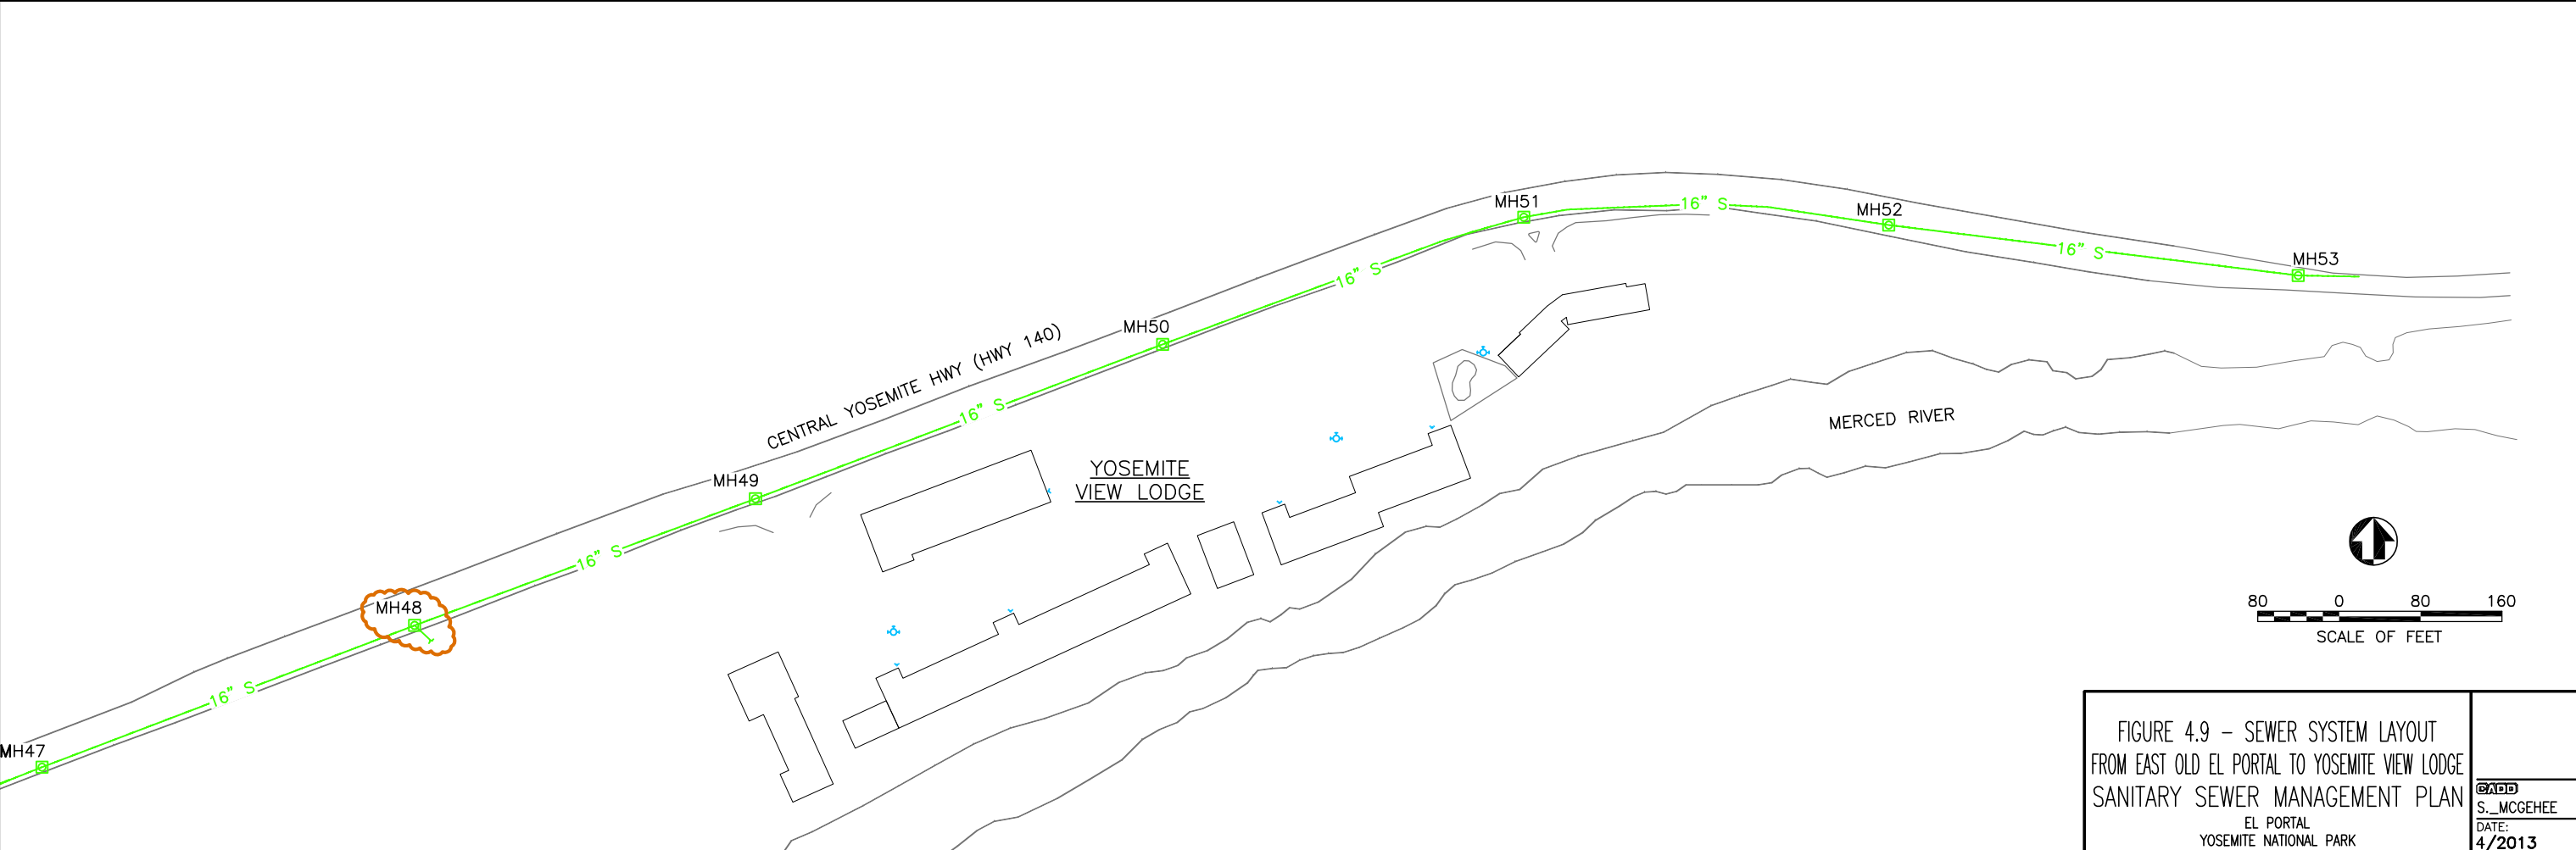 MH51
16" S
MH52
16" S
MH53
16" S
MH50
CENTRAL YOSEMITE HWY (HWY 140)
16" S
MERCED RIVER
YOSEMITE
VIEW LODGE
MH49
16" S
MH48
16" S
MH47
80 0 80 160
SCALE OF FEET
FIGURE 4.9 - SEWER SYSTEM LAYOUT
FROM EAST OLD EL PORTAL TO YOSEMITE VIEW LODGE
SANITARY SEWER MANAGEMENT PLAN
EL PORTAL
YOSEMITE NATIONAL PARK
CADD
S._MCGEHEE
DATE:
4/2013